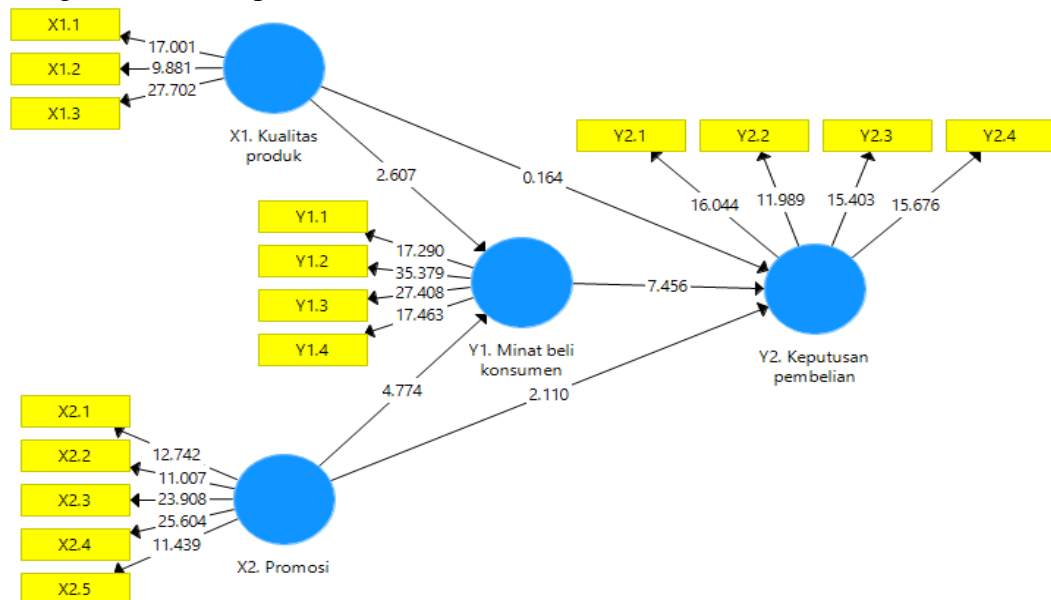 X1.1
X1.2
X1.3
17.001
9.881
27.702
X1. Kualitas
produk
2.607
0.164
Y2.1
Y2.2
Y2.3
Y2.4
16.044
11.989
15.403
15.676
Y1.1
Y1.2
Y1.3
Y1.4
17.290
35.379
27.408
17.463
7.456
Y1. Minat beli
konsumen
Y2. Keputusan
pembelian
4.774
2.110
X2.1
X2.2
X2.3
X2.4
X2.5
12.742
11.007
23.908
25.604
11.439
X2. Promosi